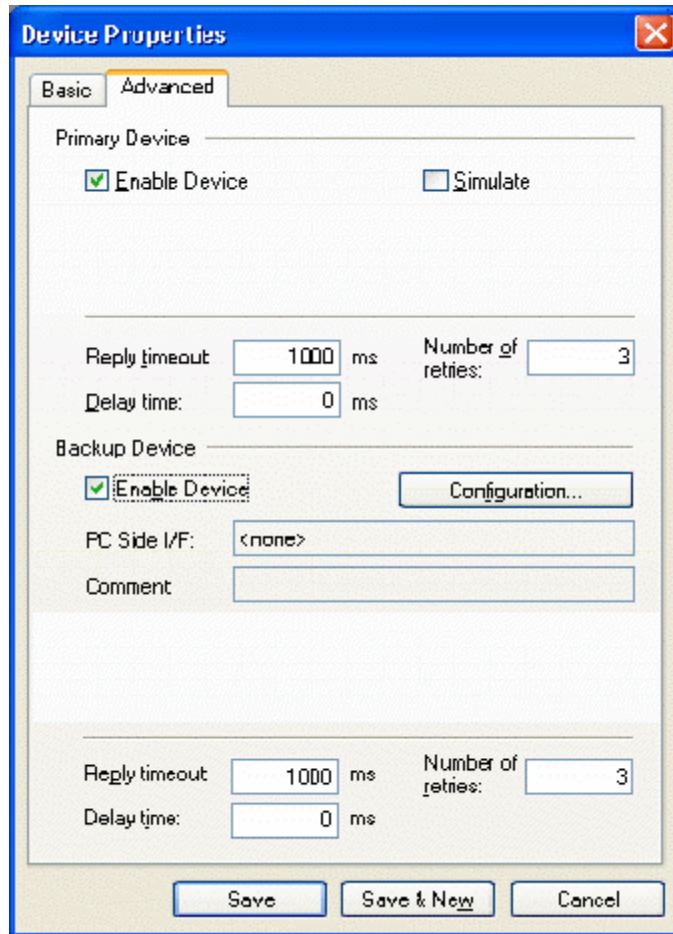 Device Properties
Basic Advanced
Primary Device
Enable Device Simulate
Reply timeout 1000 ms Number of retries: 3
Delay time: 0 ms
Backup Device
Enable Device Configuration...
PC Side I/F: <none>
Comment
Reply timeout 1000 ms Number of retries: 3
Delay time: 0 ms
Save Save & New Cancel